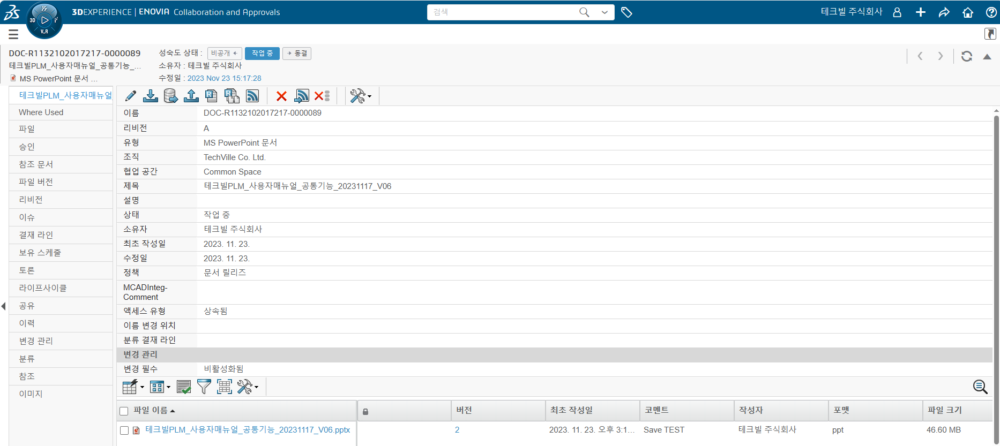 3DEXPERIENCE | ENOVIA Collaboration and Approvals
검색
테크빌 주식회사
3D
V.R
DOC-R1132102017217-0000089
테크빌PLM_사용자매뉴얼_공통기능_...
MS PowerPoint 문서 ...
성숙도 상태 : 비공개 작업 중 동결
소유자 : 테크빌 주식회사
수정일 : 2023 Nov 23 15:17:28
테크빌PLM_사용자매뉴얼
Where Used
파일
승인
참조 문서
파일 버전
리비전
이슈
결재 라인
보유 스케줄
토론
라이프사이클
공유
이력
변경 관리
분류
참조
이미지
이름 DOC-R1132102017217-0000089
리비전 A
유형 MS PowerPoint 문서
조직 TechVille Co. Ltd.
협업 공간 Common Space
제목 테크빌PLM_사용자매뉴얼_공통기능_20231117_V06
설명
상태 작업 중
소유자 테크빌 주식회사
최초 작성일 2023. 11. 23.
수정일 2023. 11. 23.
정책 문서 릴리즈
MCADInteg-
Comment
액세스 유형 상속됨
이름 변경 위치
분류 결재 라인
변경 관리
변경 필수 비활성화됨
파일 이름 버전 최초 작성일 코멘트 작성자 포맷 파일 크기
테크빌PLM_사용자매뉴얼_공통기능_20231117_V06.pptx 2 2023. 11. 23. 오후 3:1... Save TEST 테크빌 주식회사 ppt 46.60 MB